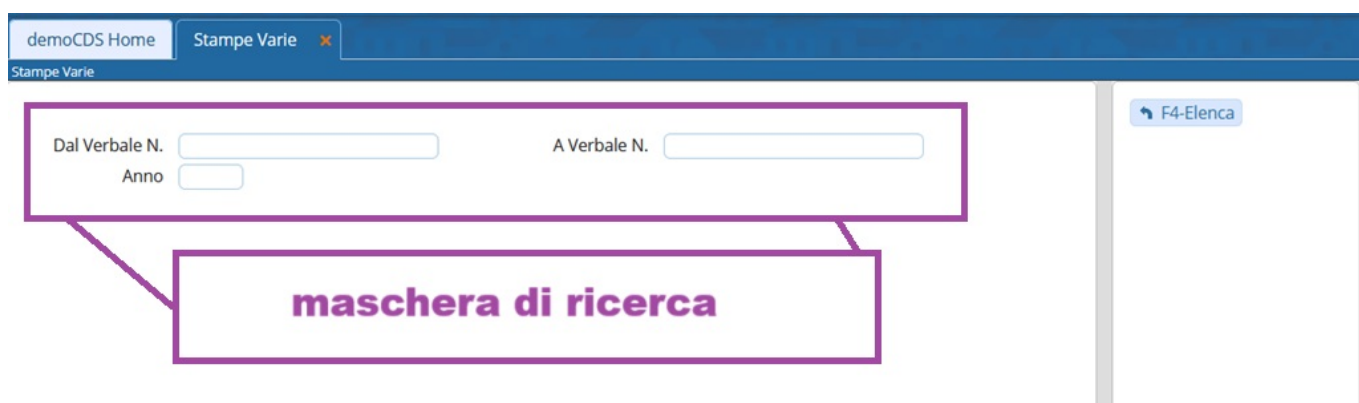 demoCDS Home
Stampe Varie
Stampe Varie
Dal Verbale N.
A Verbale N.
Anno
F4-Elenca
maschera di ricerca